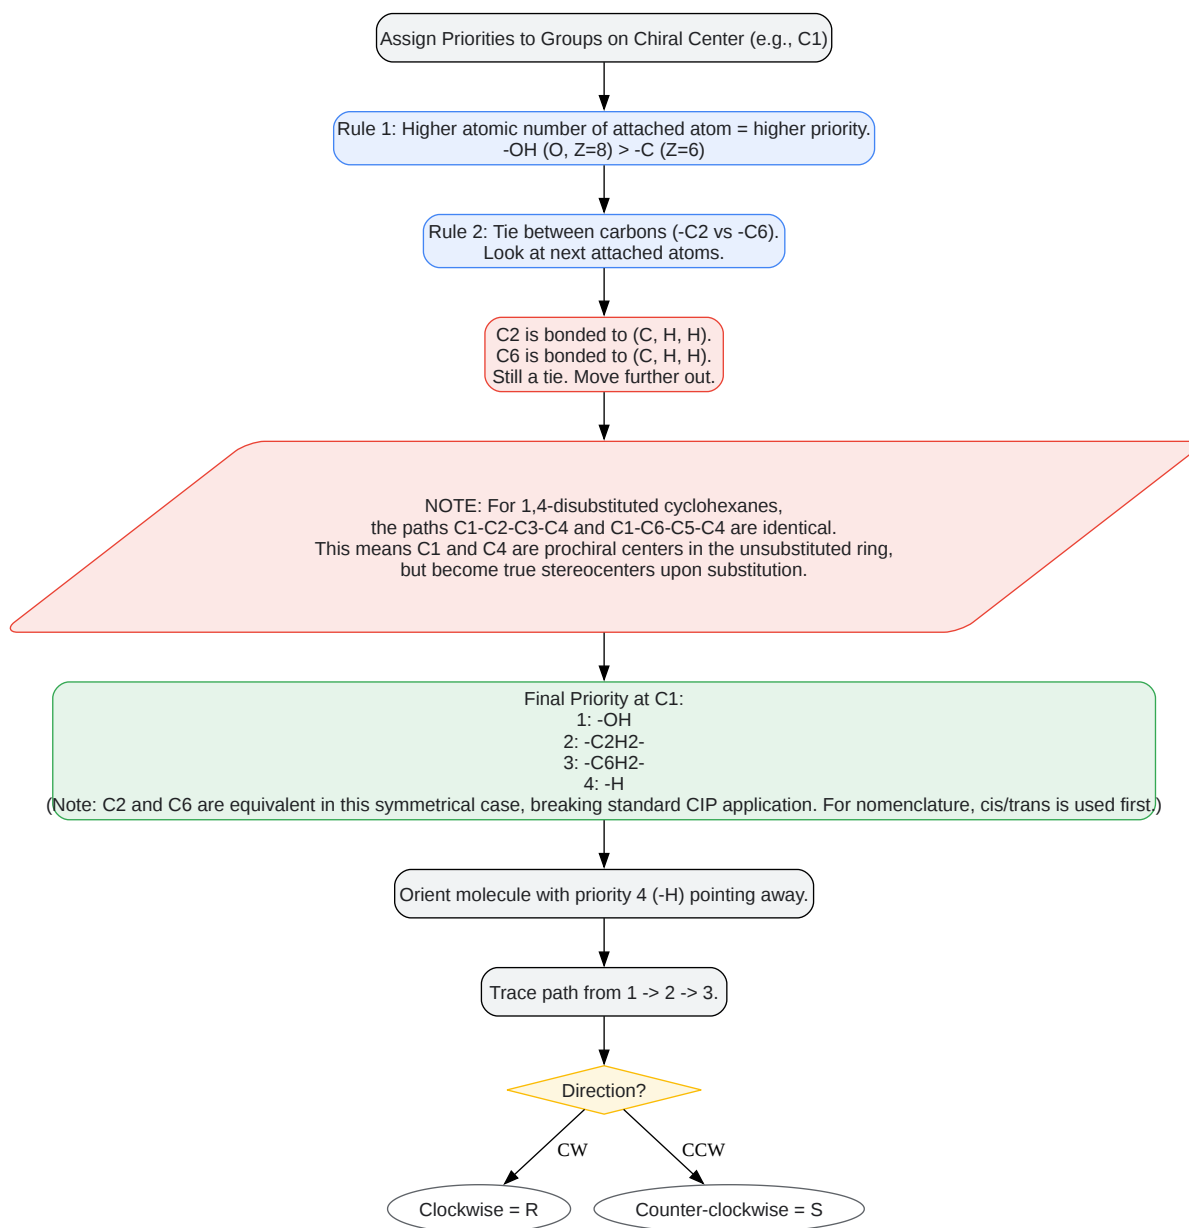 Assign Priorities to Groups on Chiral Center (e.g., C1)
Rule 1: Higher atomic number of attached atom = higher priority.
-OH (O, Z=8) > -C (Z=6)
Rule 2: Tie between carbons (-C2 vs -C6).
Look at next attached atoms.
C2 is bonded to (C, H, H).
C6 is bonded to (C, H, H).
Still a tie. Move further out.
NOTE: For 1,4-disubstituted cyclohexanes,
the paths C1-C2-C3-C4 and C1-C6-C5-C4 are identical.
This means C1 and C4 are prochiral centers in the unsubstituted ring,
but become true stereocenters upon substitution.
Final Priority at C1:
1: -OH
2: -C2H2-
3: -C6H2-
4: -H
(Note: C2 and C6 are equivalent in this symmetrical case, breaking standard CIP application. For nomenclature, cis/trans is used first.)
Orient molecule with priority 4 (-H) pointing away.
Trace path from 1 -> 2 -> 3.
Direction?
CW
CCW
Clockwise = R
Counter-clockwise = S